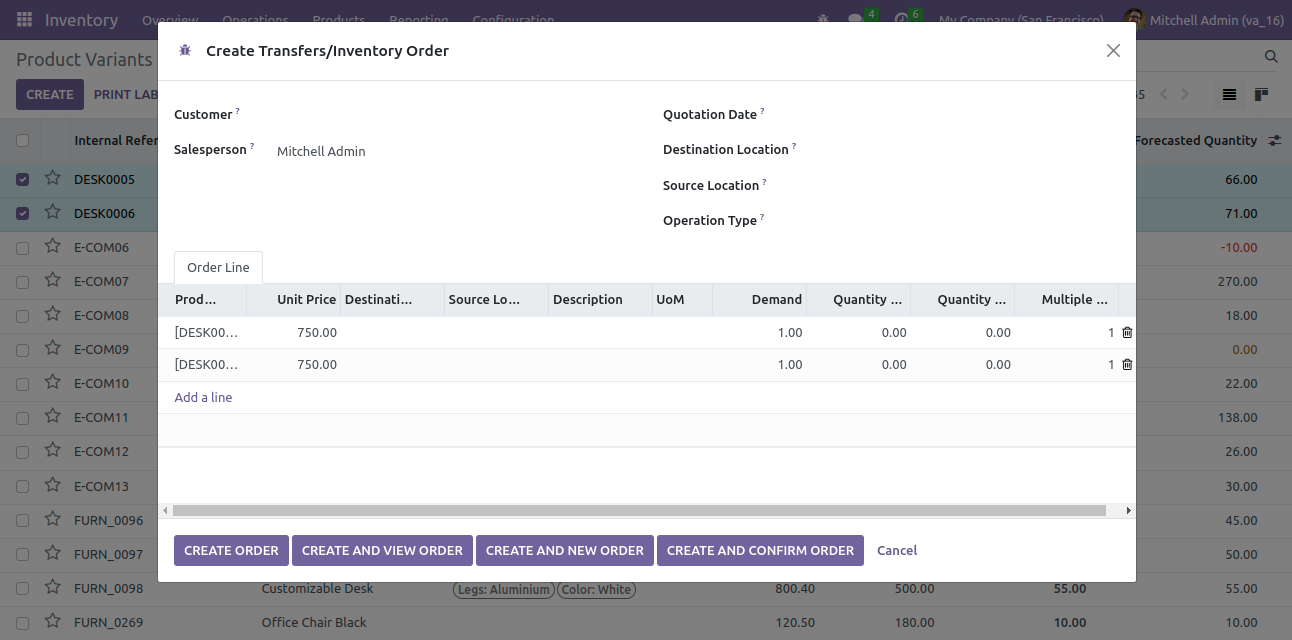 Inventory Overview Operations Products Reporting Configuration 4 6 My Company (San Francisco) Mitchell Admin (va_16)
Create Transfers/Inventory Order
Product Variants
CREATE PRINT LAB
Customer ?
Quotation Date ?
Salesperson ? Mitchell Admin
Destination Location ?
Source Location ?
Operation Type ?
Internal Refer
Forecasted Quantity
DESK0005 66.00
DESK0006 71.00
E-COM06 -10.00
E-COM07 270.00
E-COM08 18.00
E-COM09 0.00
E-COM10 22.00
E-COM11 138.00
E-COM12 26.00
E-COM13 30.00
FURN_0096 45.00
FURN_0097 50.00
Order Line
Prod... Unit Price Destinati... Source Lo... Description UoM Demand Quantity ... Quantity ... Multiple ...
[DESK00... 750.00 1.00 0.00 0.00 1
[DESK00... 750.00 1.00 0.00 0.00 1
Add a line
CREATE ORDER CREATE AND VIEW ORDER CREATE AND NEW ORDER CREATE AND CONFIRM ORDER Cancel
FURN_0098 Customizable Desk Legs: Aluminium Color: White 800.40 500.00 55.00 55.00
FURN_0269 Office Chair Black 120.50 180.00 10.00 10.00